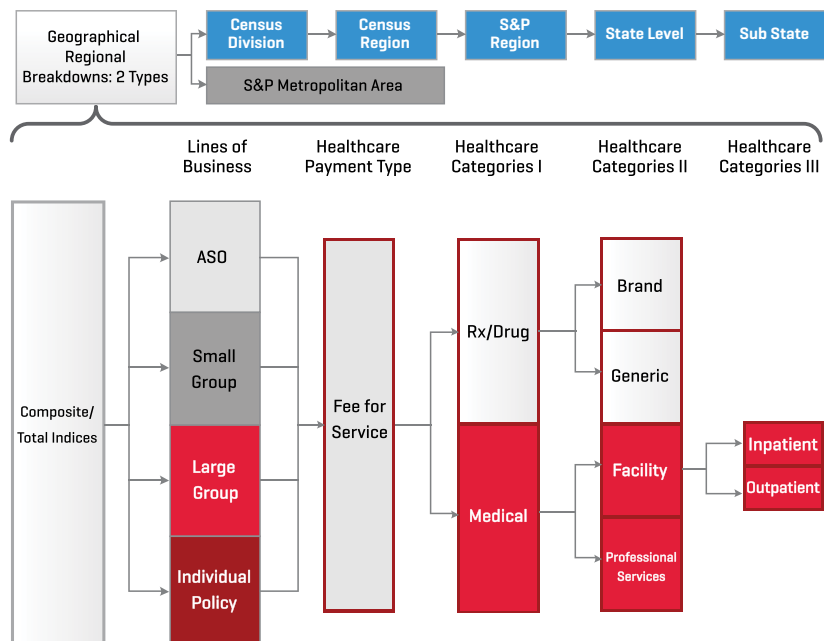 Geographical
Regional
Breakdowns: 2 Types
Census
Division
Census
Region
S&P
Region
State Level
Sub State
S&P Metropolitan Area
Lines of
Business
Healthcare
Payment Type
Healthcare
Categories I
Healthcare
Categories II
Healthcare
Categories III
Composite/
Total Indices
ASO
Small
Group
Large
Group
Individual
Policy
Fee for
Service
Rx/Drug
Medical
Brand
Generic
Facility
Professional
Services
Inpatient
Outpatient